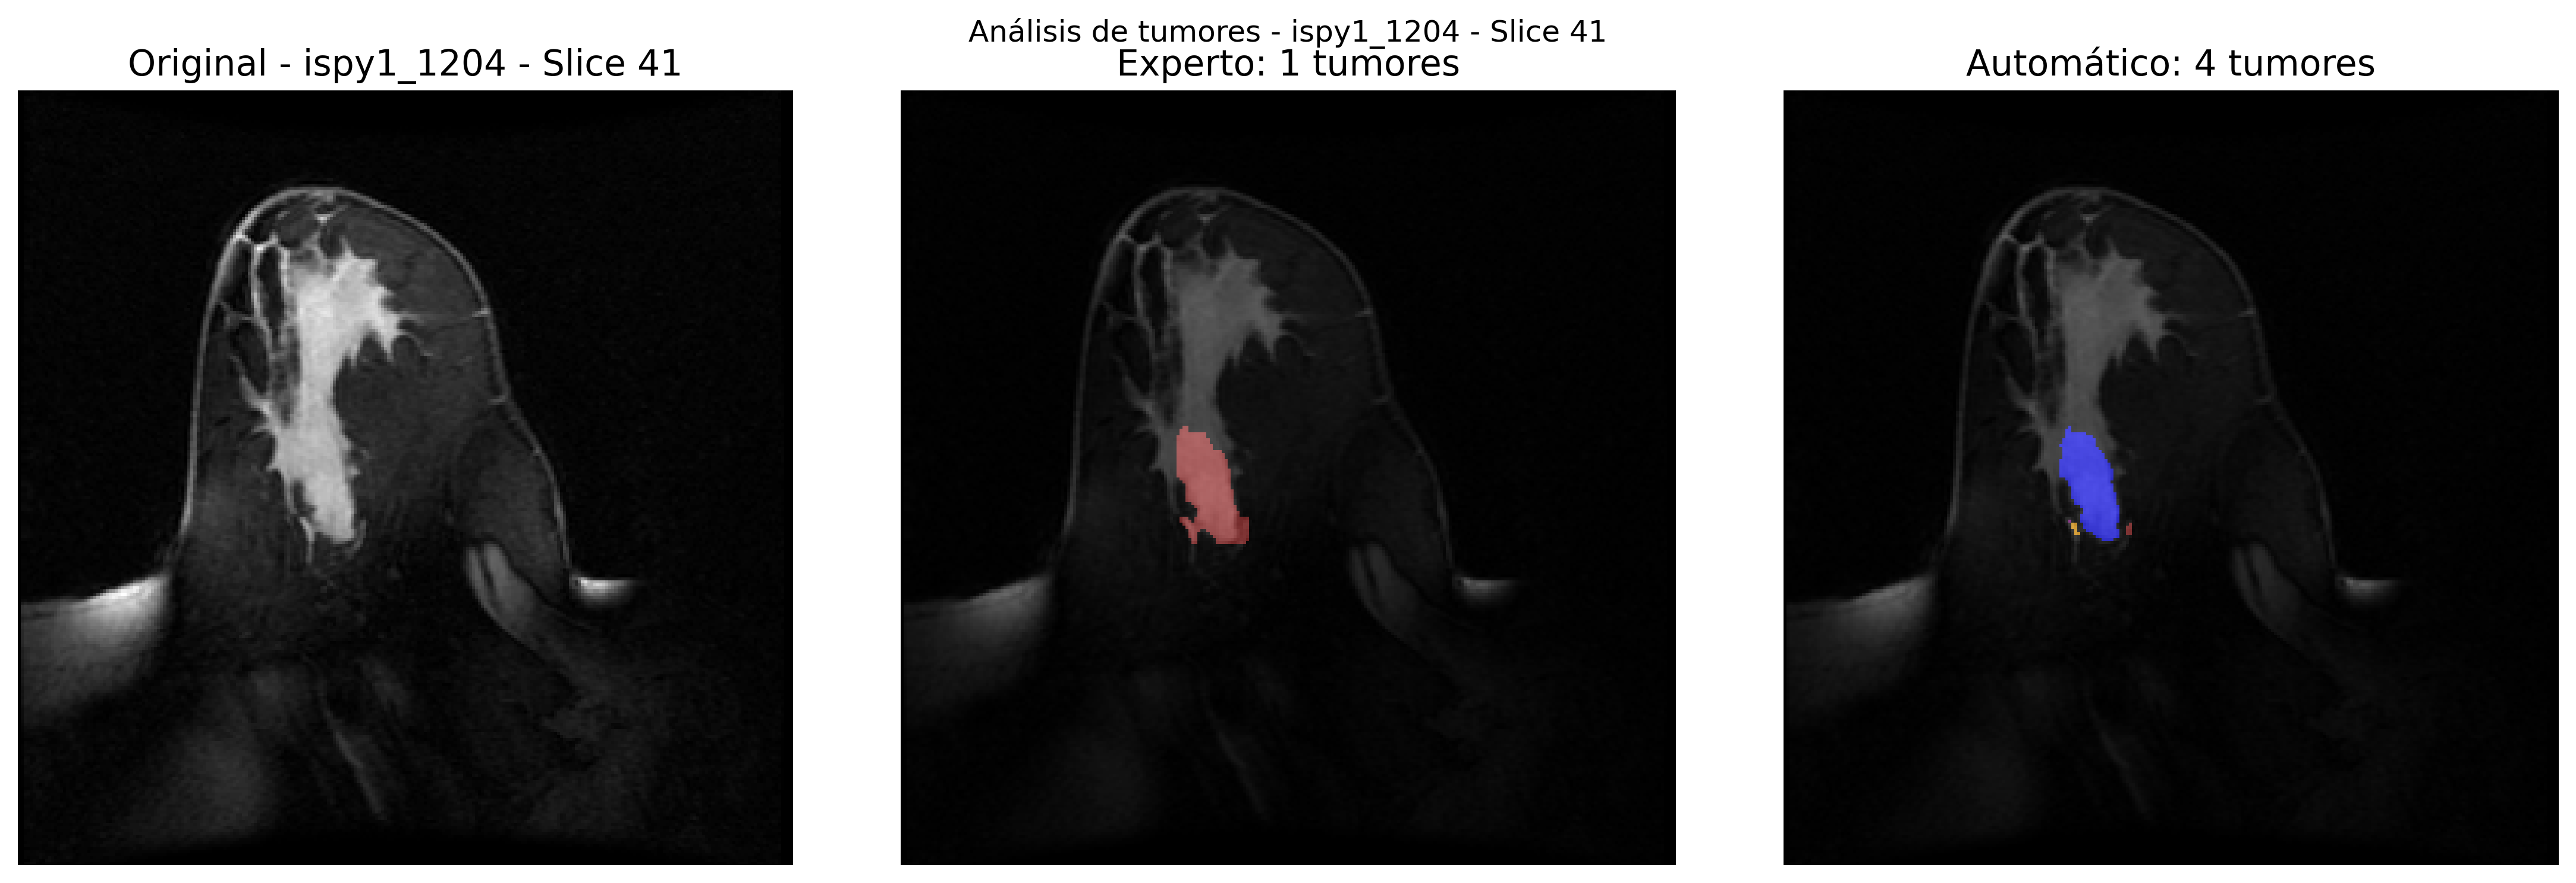 Análisis de tumores - ispy1_1204 - Slice 41
Original - ispy1_1204 - Slice 41
Experto: 1 tumores
Automático: 4 tumores